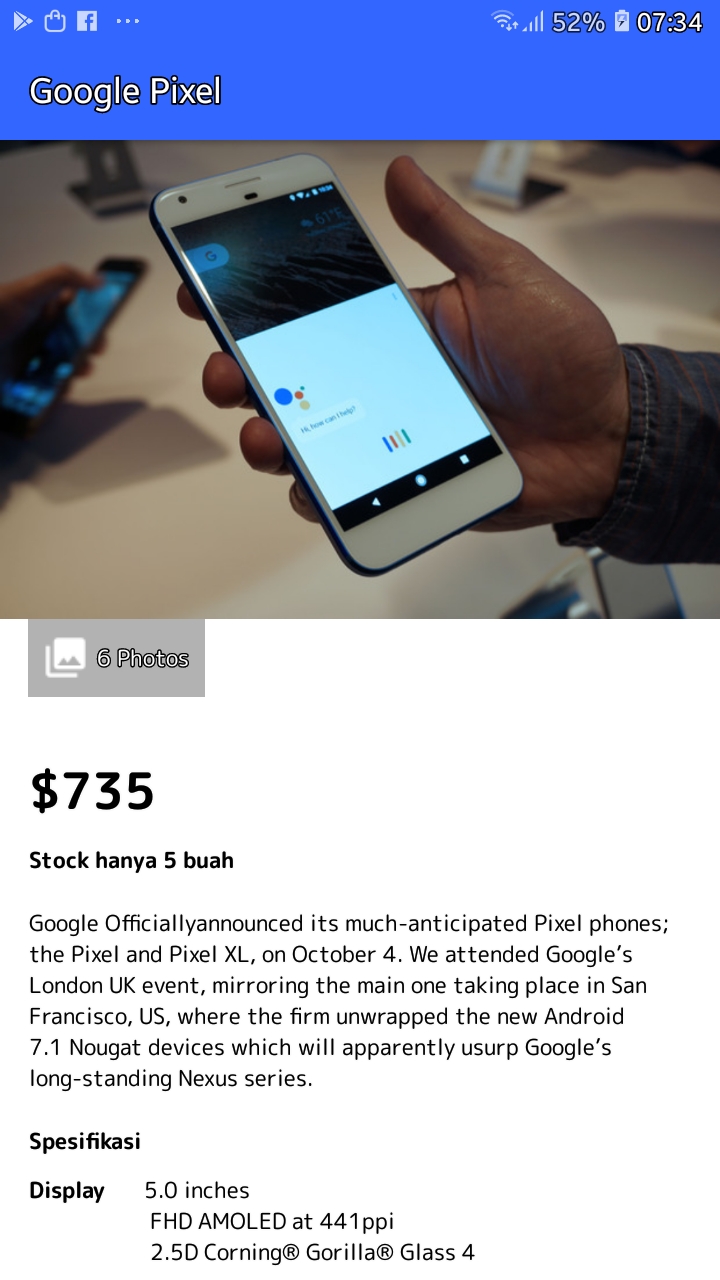 52% 07:34
Google Pixel
61°F
G
Hi, how can I help?
6 Photos
$735
Stock hanya 5 buah
Google Officiallyannounced its much-anticipated Pixel phones;
the Pixel and Pixel XL, on October 4. We attended Google’s
London UK event, mirroring the main one taking place in San
Francisco, US, where the firm unwrapped the new Android
7.1 Nougat devices which will apparently usurp Google’s
long-standing Nexus series.
Spesifikasi
Display 5.0 inches
FHD AMOLED at 441ppi
2.5D Corning® Gorilla® Glass 4